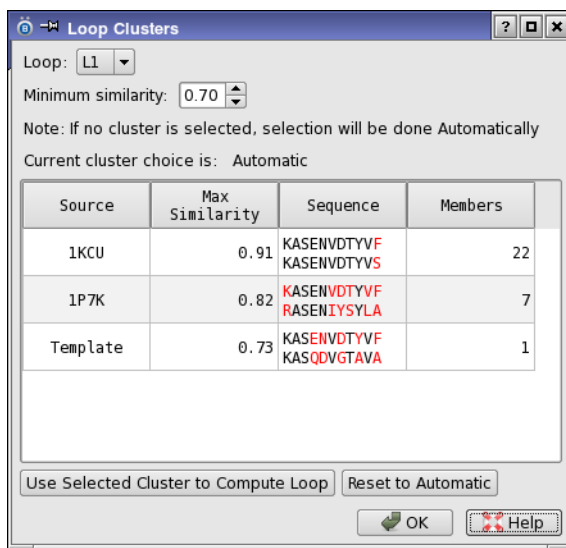 Loop Clusters
Loop: L1
Minimum similarity: 0.70
Note: If no cluster is selected, selection will be done Automatically
Current cluster choice is: Automatic
Source Max Similarity Sequence Members
1KCU 0.91 KASENVDTYVF 22
KASENVDTYVS
1P7K 0.82 KASENVDTYVF 7
RASENIYSYLA
Template 0.73 KASENVDTYVF 1
KASQDVGTAVA
Use Selected Cluster to Compute Loop Reset to Automatic
OK Help